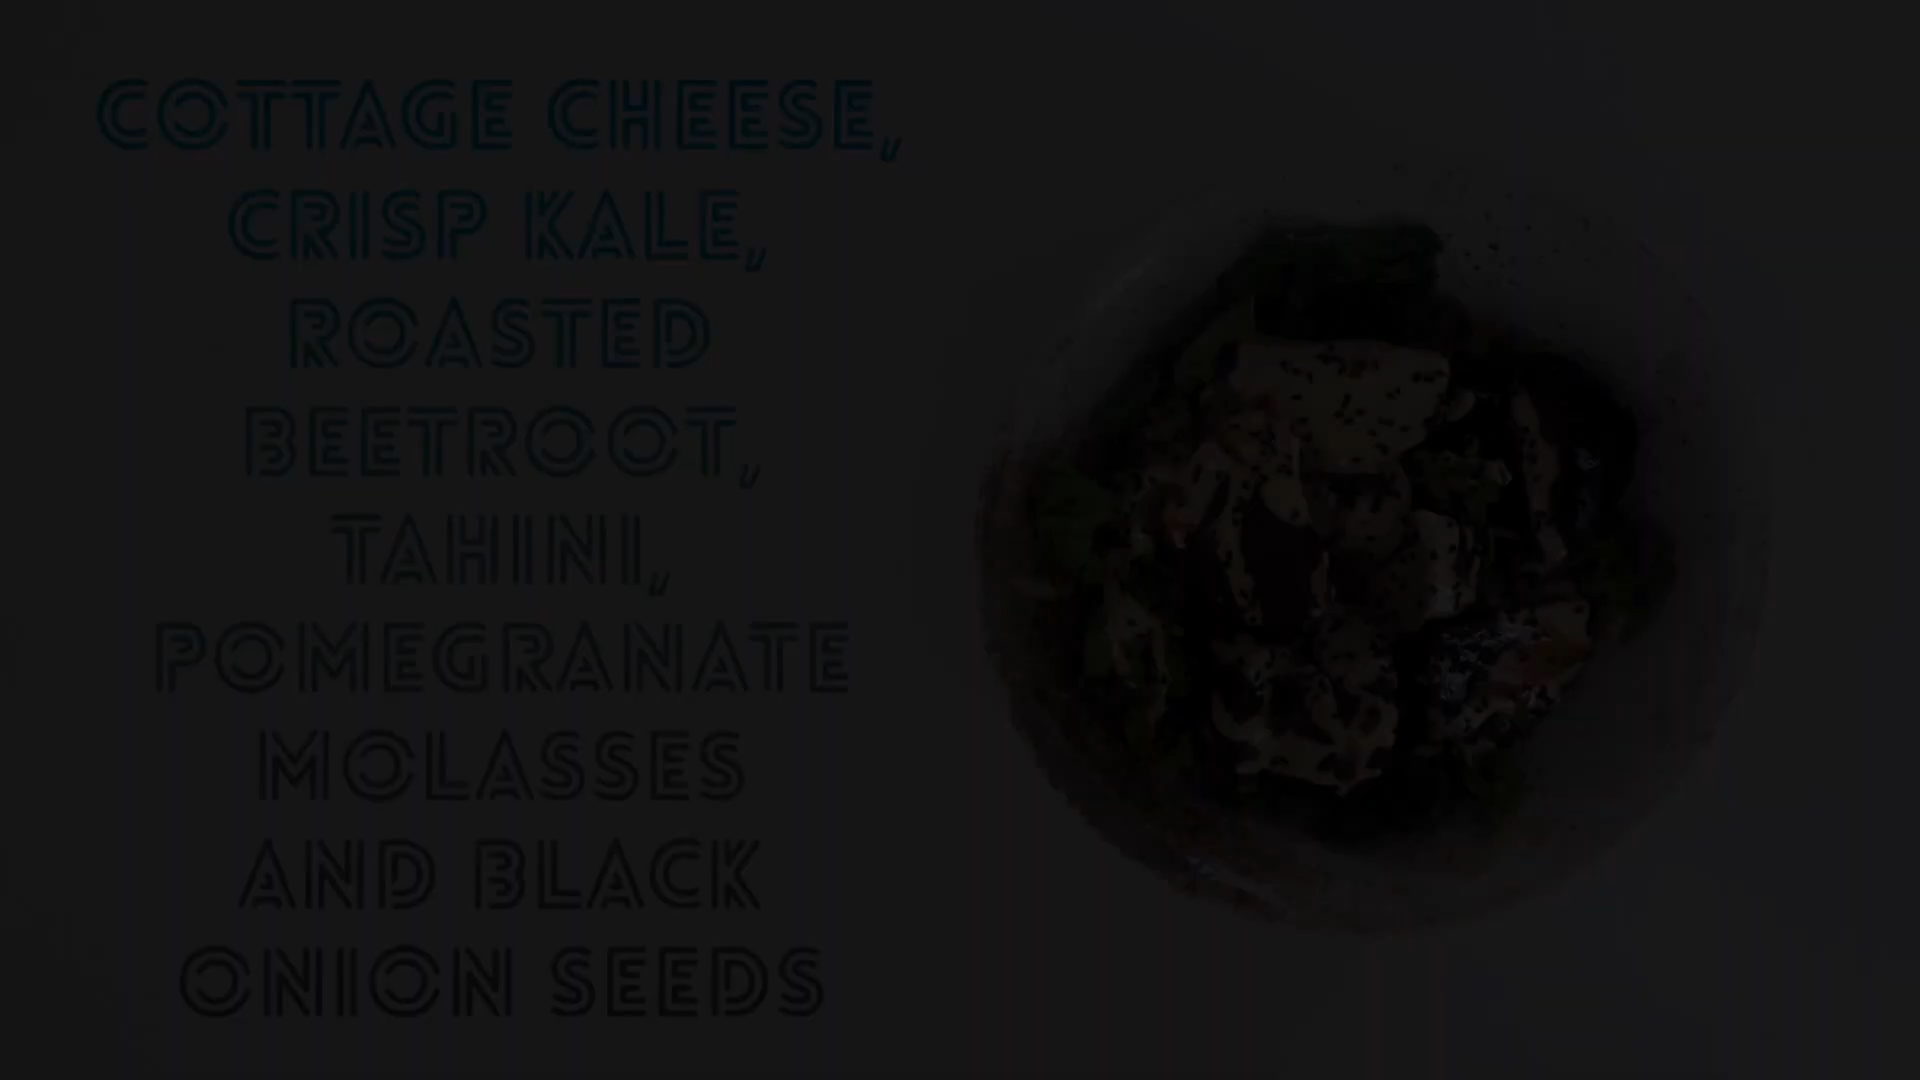 COTTAGE CHEESE,
CRISP KALE,
ROASTED
BEETROOT,
TAHINI,
POMEGRANATE
MOLASSES
AND BLACK
ONION SEEDS